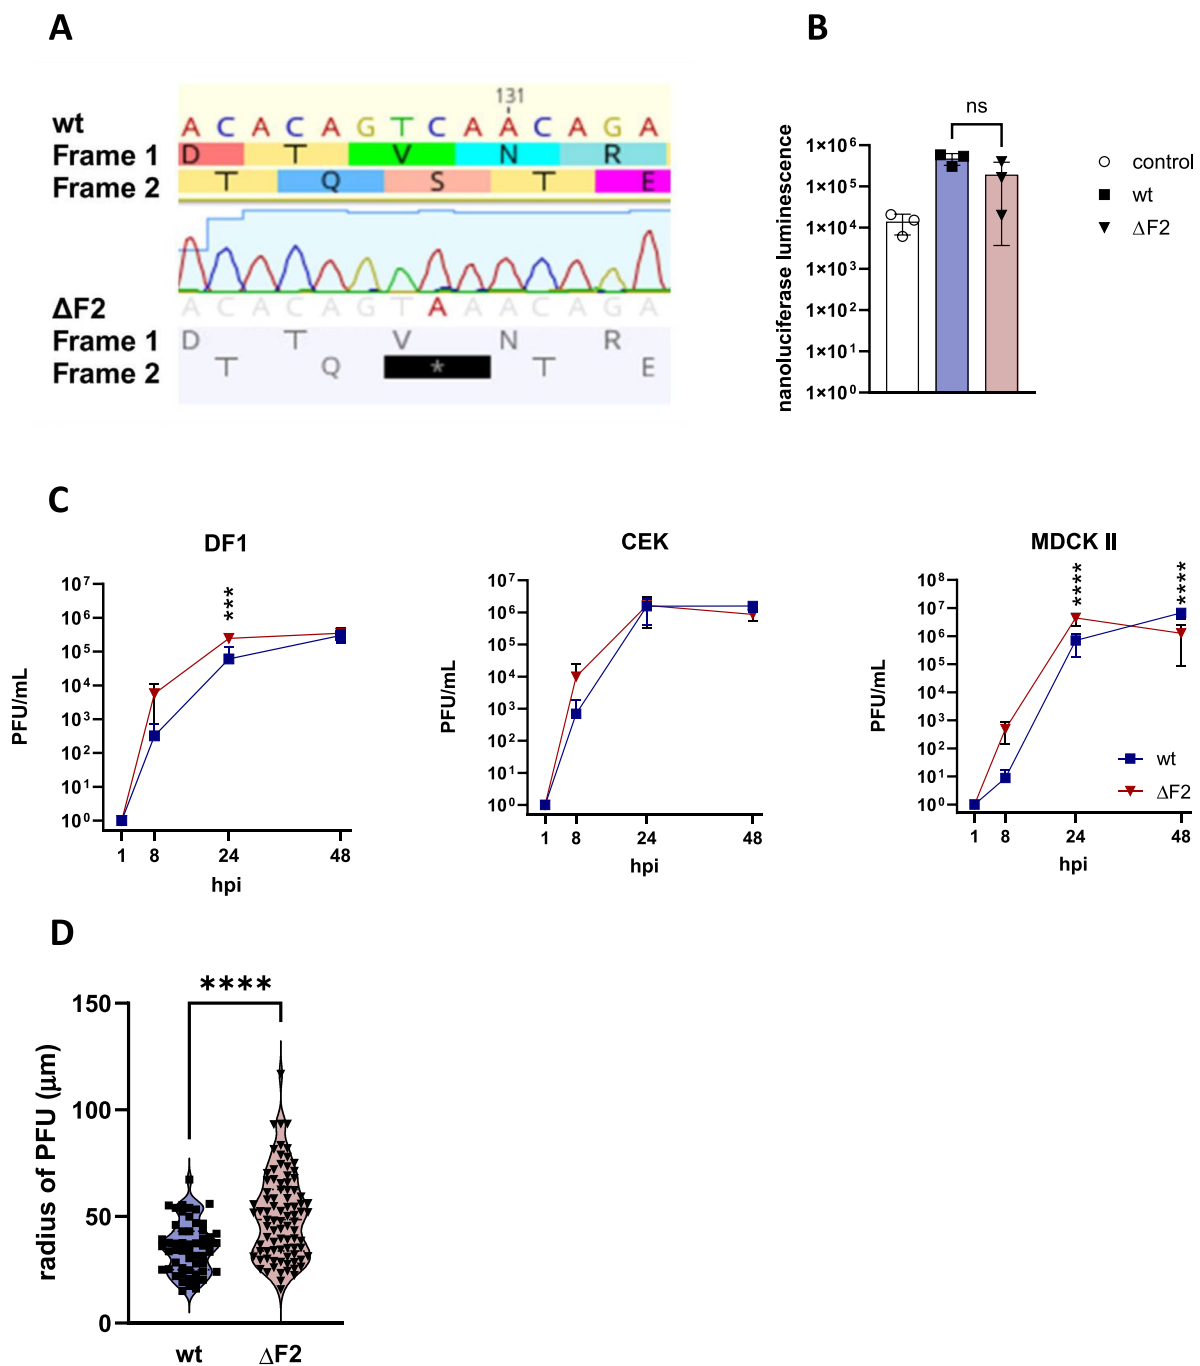 A
B
131
wt A C A C A G T C A A C A G A
Frame 1 D T V N R
Frame 2 T Q S T E
ΔF2 A C A C A G T A A A C A G A
Frame 1 D T V N R
Frame 2 T Q * T E
ns
nanoluciferase luminescence
1×10⁶
1×10⁵
1×10⁴
1×10³
1×10²
1×10¹
1×10⁰
control
wt
ΔF2
C
DF1
PFU/mL
10⁷
10⁶
10⁵
10⁴
10³
10²
10¹
10⁰
***
1 8 24 48
hpi
CEK
PFU/mL
10⁷
10⁶
10⁵
10⁴
10³
10²
10¹
10⁰
1 8 24 48
hpi
MDCK II
PFU/mL
10⁸
10⁷
10⁶
10⁵
10⁴
10³
10²
10¹
10⁰
**** ****
wt
ΔF2
1 8 24 48
hpi
D
****
radius of PFU (μm)
150
100
50
0
wt ΔF2